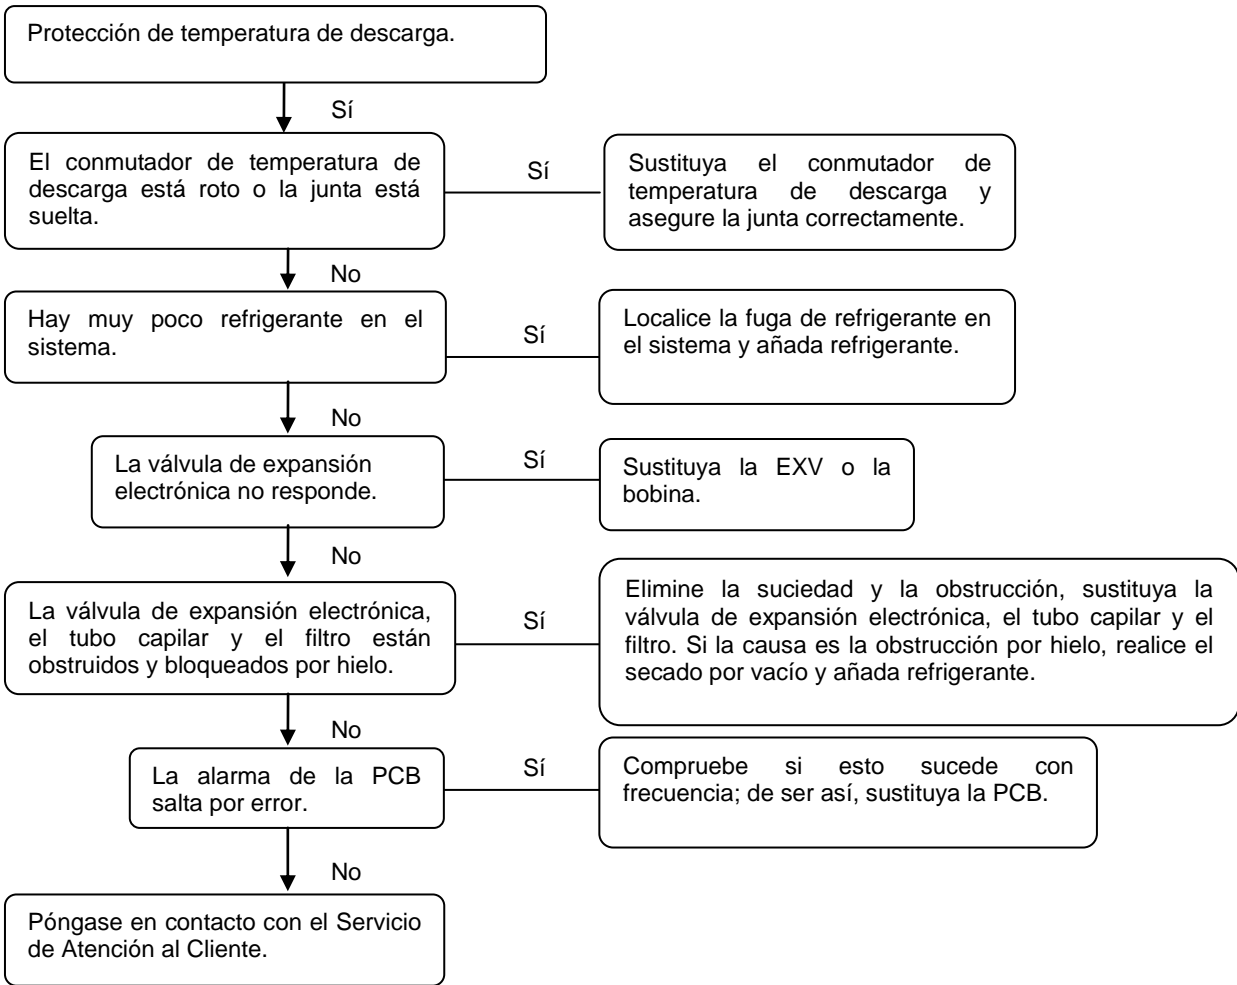 Protección de temperatura de descarga.
Sí
El conmutador de temperatura de
descarga está roto o la junta está
suelta.
Sí
Sustituya el conmutador de
temperatura de descarga y
asegure la junta correctamente.
No
Hay muy poco refrigerante en el
sistema.
Sí
Localice la fuga de refrigerante en
el sistema y añada refrigerante.
No
La válvula de expansión
electrónica no responde.
Sí
Sustituya la EXV o la
bobina.
No
La válvula de expansión electrónica,
el tubo capilar y el filtro están
obstruidos y bloqueados por hielo.
Sí
Elimine la suciedad y la obstrucción, sustituya la
válvula de expansión electrónica, el tubo capilar y el
filtro. Si la causa es la obstrucción por hielo, realice el
secado por vacío y añada refrigerante.
No
La alarma de la PCB
salta por error.
Sí
Compruebe si esto sucede con
frecuencia; de ser así, sustituya la PCB.
No
Póngase en contacto con el Servicio
de Atención al Cliente.